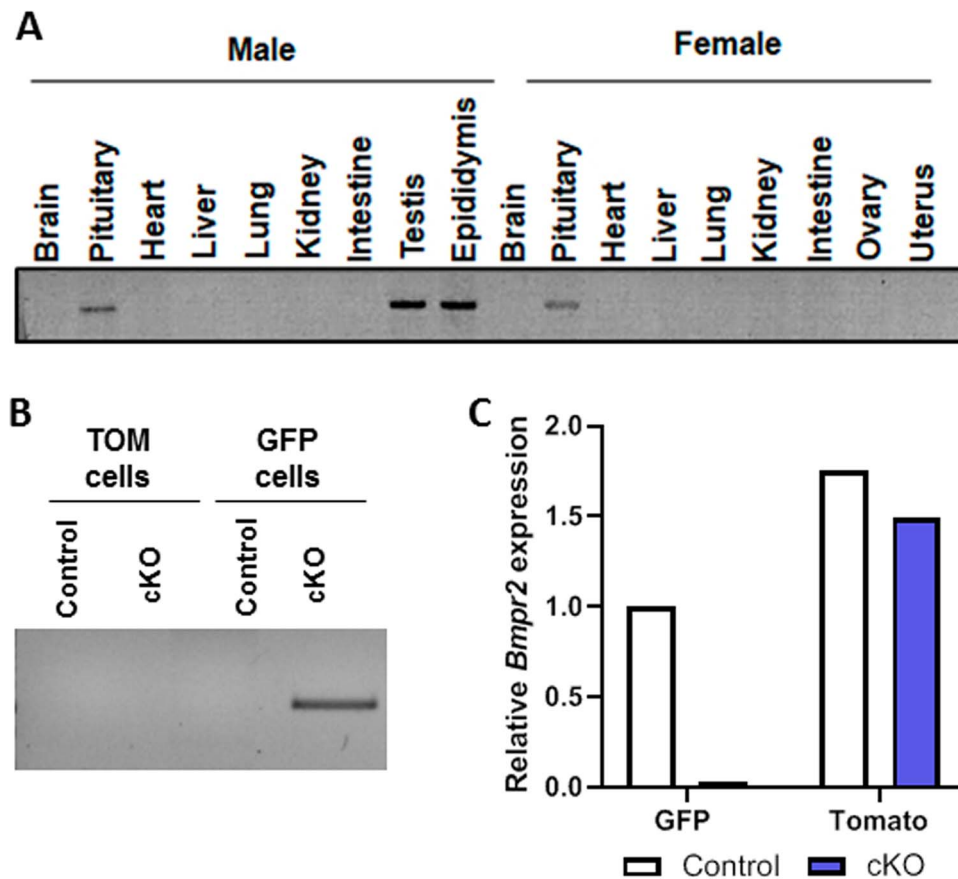 A
Male
Female
Brain
Pituitary
Heart
Liver
Lung
Kidney
Intestine
Testis
Epididymis
Brain
Pituitary
Heart
Liver
Lung
Kidney
Intestine
Ovary
Uterus
B
TOM
cells
GFP
cells
Control
cKO
Control
cKO
C
Relative Bmpr2 expression
2.0
1.5
1.0
0.5
0.0
GFP
Tomato
Control
cKO